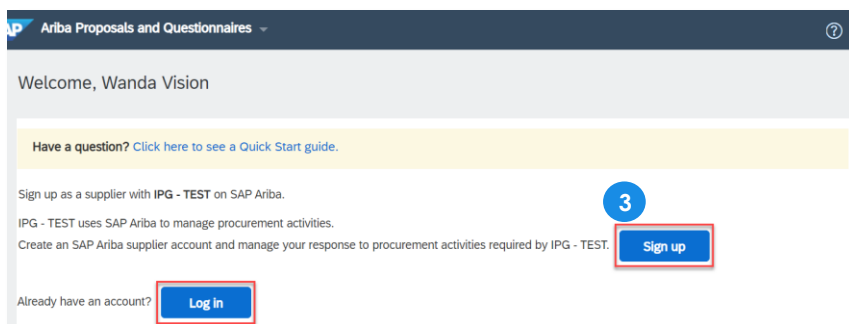 AP Ariba Proposals and Questionnaires
?
Welcome, Wanda Vision
Have a question? Click here to see a Quick Start guide.
Sign up as a supplier with IPG - TEST on SAP Ariba.
3
IPG - TEST uses SAP Ariba to manage procurement activities.
Create an SAP Ariba supplier account and manage your response to procurement activities required by IPG - TEST. Sign up
Already have an account? Log in